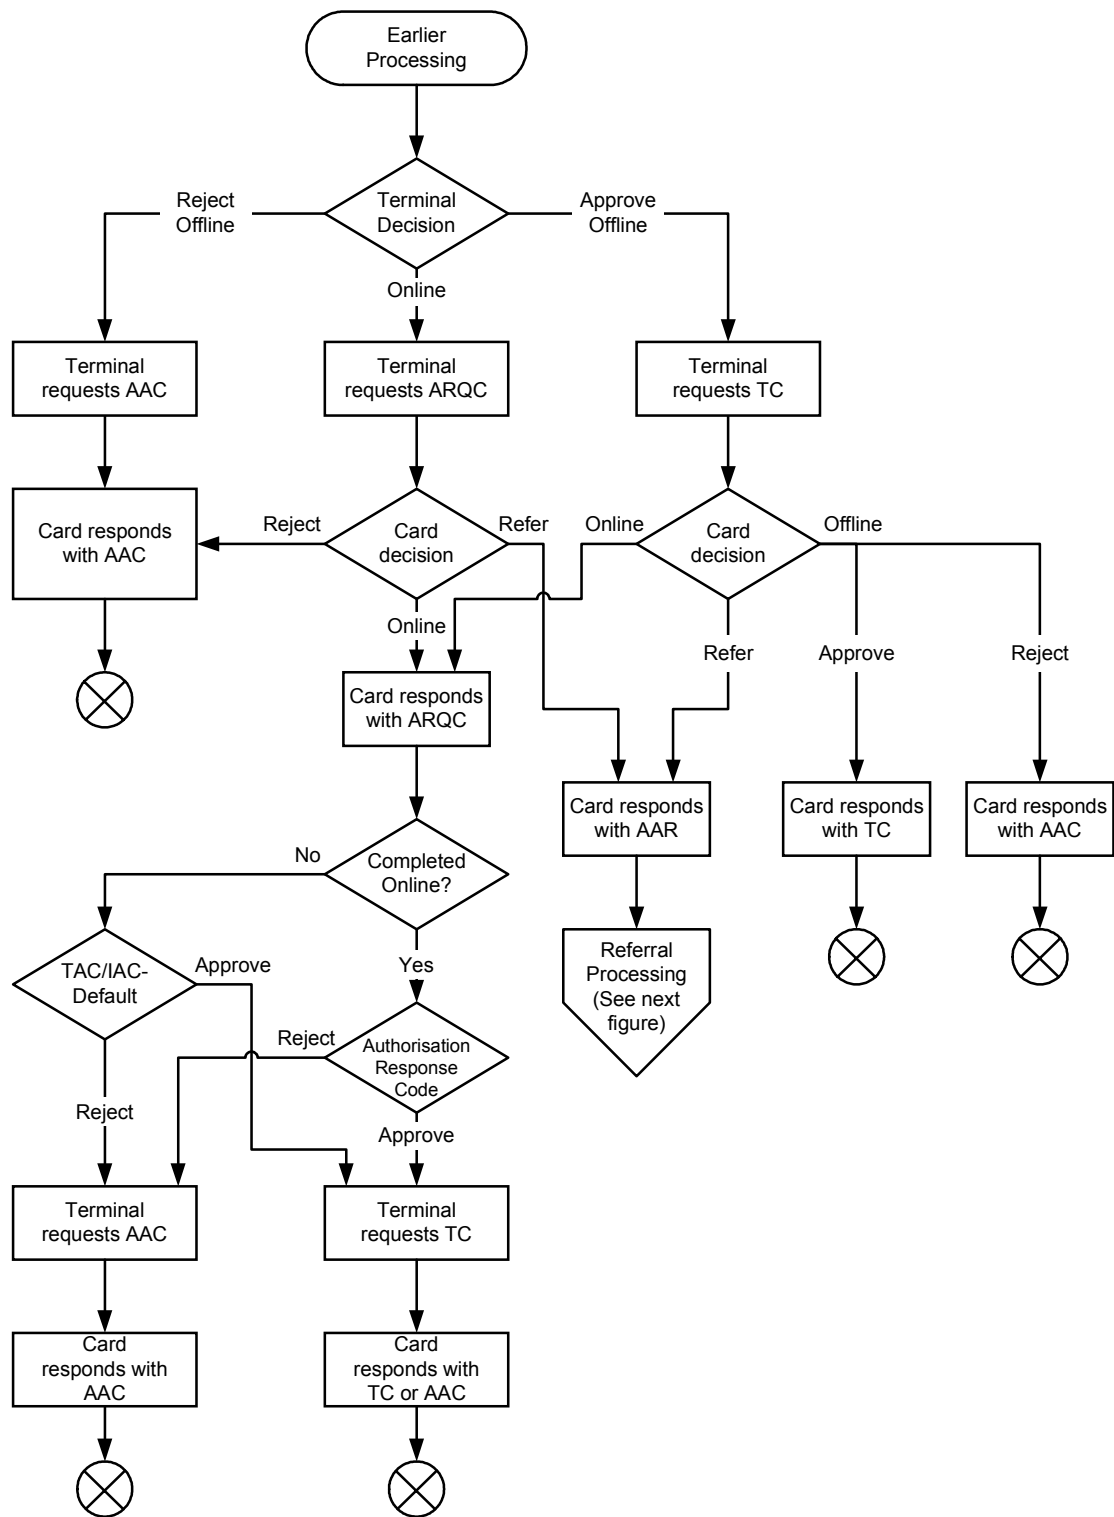 Earlier
Processing
Terminal
Decision
Reject
Offline
Approve
Offline
Online
Terminal
requests AAC
Terminal
requests ARQC
Terminal
requests TC
Card responds
with AAC
Reject
Card
decision
Refer
Online
Card
decision
Offline
Online
Refer
Approve
Reject
Card responds
with ARQC
Card responds
with AAR
Card responds
with TC
Card responds
with AAC
No
Completed
Online?
TAC/IAC-
Default
Approve
Yes
Referral
Processing
(See next
figure)
Reject
Authorisation
Response
Code
Reject
Approve
Terminal
requests AAC
Terminal
requests TC
Card
responds with
AAC
Card
responds with
TC or AAC